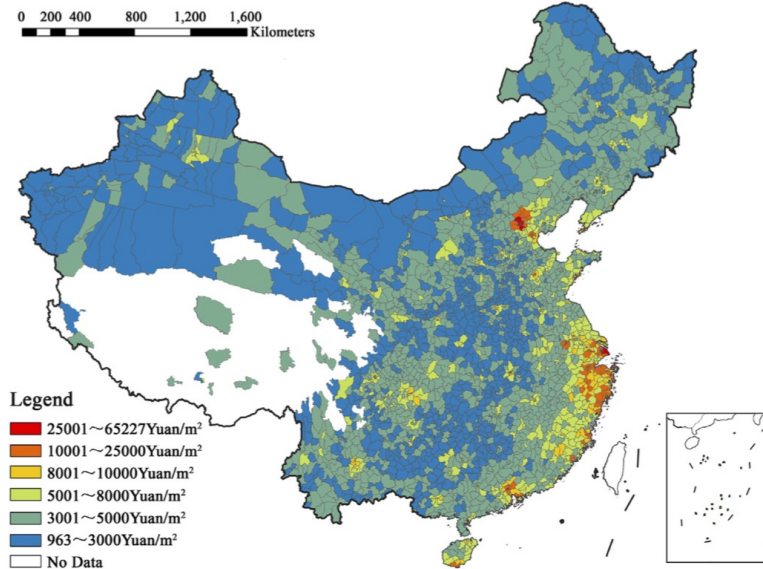 0 200 400 800 1,200 1,600
Kilometers
Legend
25001～65227Yuan/m²
10001～25000Yuan/m²
8001～10000Yuan/m²
5001～8000Yuan/m²
3001～5000Yuan/m²
963～3000Yuan/m²
No Data